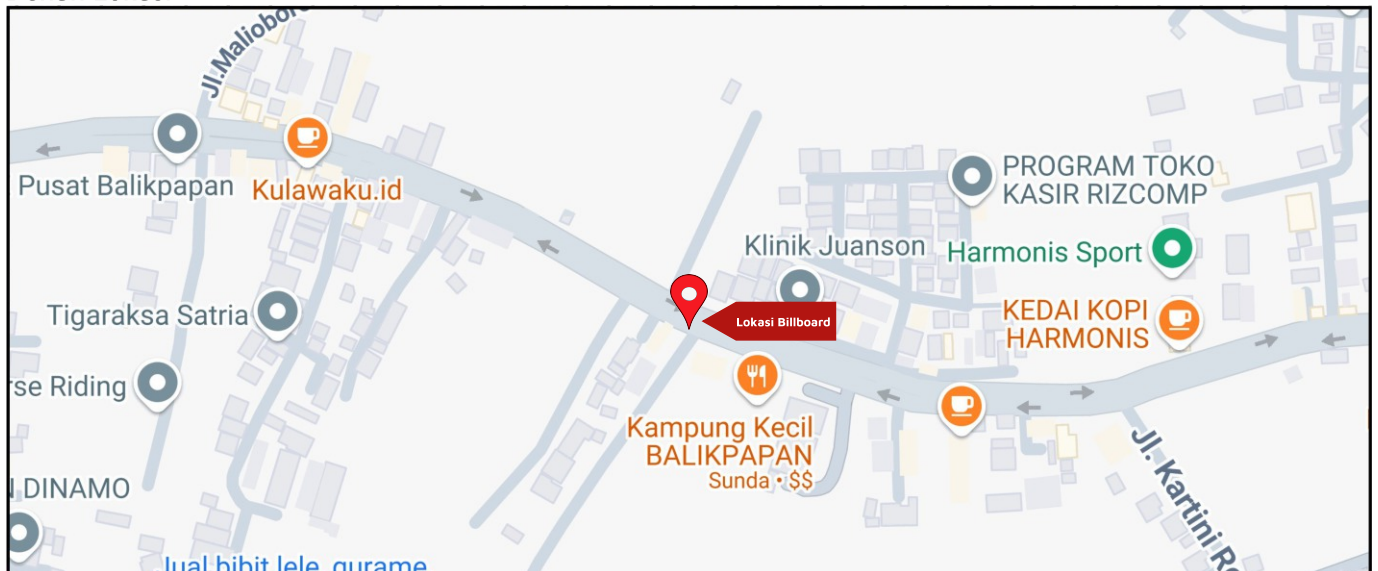 Jl.Malioboro
Pusat Balikpapan
Kulawaku.id
PROGRAM TOKO
KASIR RIZCOMP
Klinik Juanson
Harmonis Sport
Tigaraksa Satria
Lokasi Billboard
KEDAI KOPI
HARMONIS
rse Riding
Kampung Kecil
BALIKPAPAN
Sunda • $$
Jl. Kartini R
DINAMO
Jual bibit lele, gurame